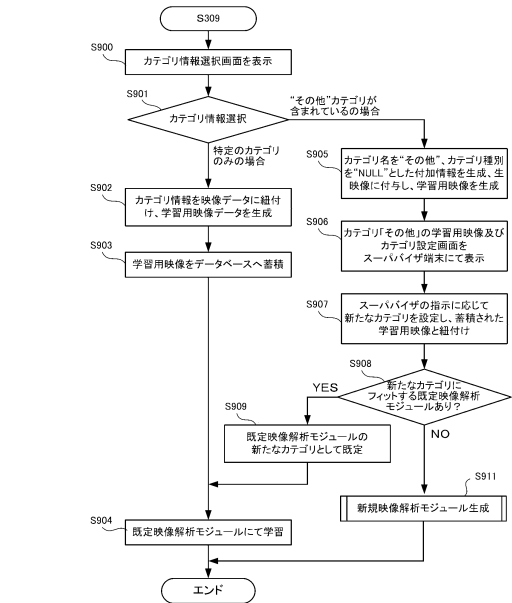 S309
S900
カテゴリ情報選択画面を表示
S901
カテゴリ情報選択
“その他”カテゴリが
含まれているの場合
特定のカテゴリ
のみの場合
S902
カテゴリ情報を映像データに紐付
け、学習用映像データを生成
S903
学習用映像をデータベースへ蓄積
S905
カテゴリ名を“その他”、カテゴリ種別
を“NULL”とした付加情報を生成、生
映像に付与し、学習用映像を生成
S906
カテゴリ「その他」の学習用映像及び
カテゴリ設定画面を
スーパバイザ端末にて表示
S907
スーパバイザの指示に応じて
新たなカテゴリを設定し、蓄積された
学習用映像と紐付け
S908
新たなカテゴリに
フィットする既定映像解析
モジュールあり?
YES
NO
S909
既定映像解析モジュールの
新たなカテゴリとして既定
S911
新規映像解析モジュール生成
S904
既定映像解析モジュールにて学習
エンド